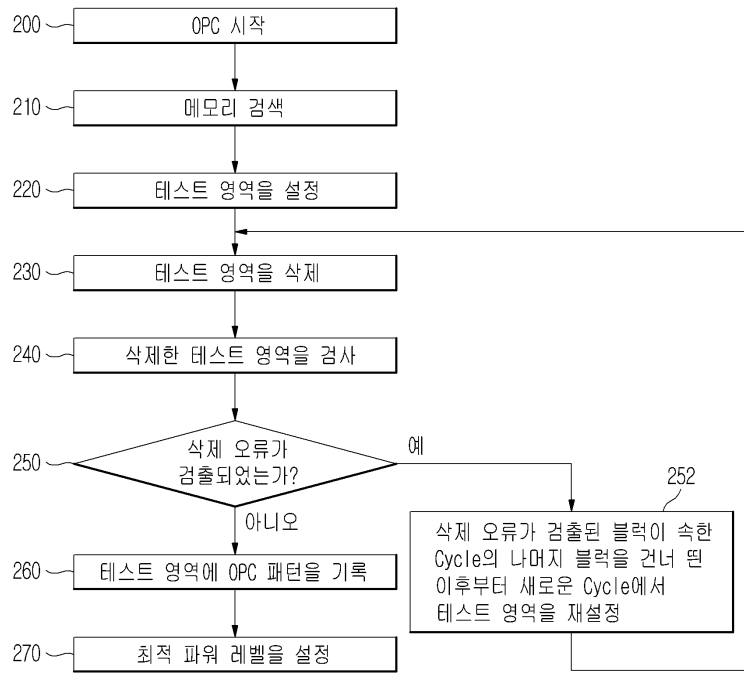 200
OPC 시작
210
메모리 검색
220
테스트 영역을 설정
230
테스트 영역을 삭제
240
삭제한 테스트 영역을 검사
250
삭제 오류가
검출되었는가?
예
아니오
252
삭제 오류가 검출된 블럭이 속한
Cycle의 나머지 블럭을 건너 띈
이후부터 새로운 Cycle에서
테스트 영역을 재설정
260
테스트 영역에 OPC 패턴을 기록
270
최적 파워 레벨을 설정